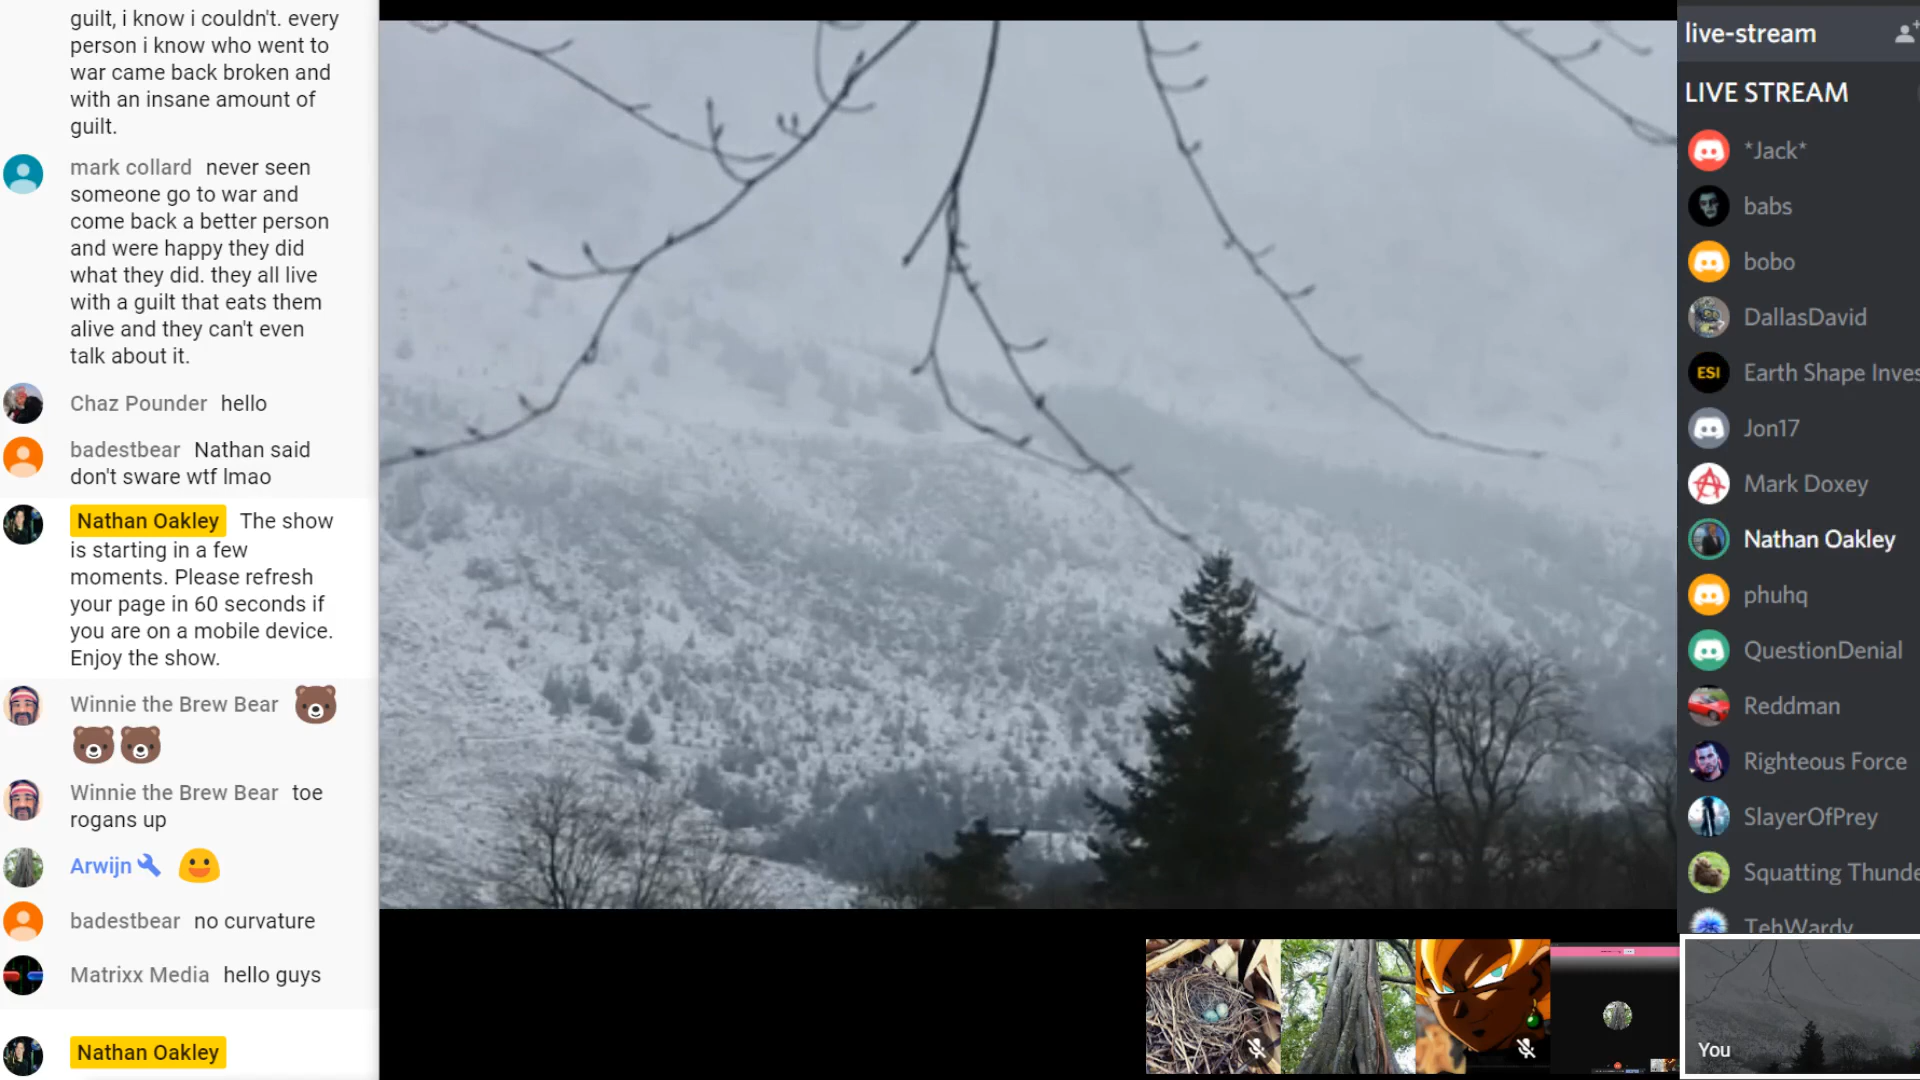 guilt, i know i couldn't. every
person i know who went to
war came back broken and
with an insane amount of
guilt.
mark collard never seen
someone go to war and
come back a better person
and were happy they did
what they did. they all live
with a guilt that eats them
alive and they can't even
talk about it.
Chaz Pounder hello
badestbear Nathan said
don't sware wtf lmao
Nathan Oakley The show
is starting in a few
moments. Please refresh
your page in 60 seconds if
you are on a mobile device.
Enjoy the show.
Winnie the Brew Bear
Winnie the Brew Bear toe
rogans up
Arwijn
badestbear no curvature
Matrixx Media hello guys
Nathan Oakley
live-stream
LIVE STREAM
*Jack*
babs
bobo
DallasDavid
ESI Earth Shape Inves
Jon17
Mark Doxey
Nathan Oakley
phuhq
QuestionDenial
Reddman
Righteous Force
SlayerOfPrey
Squatting Thunde
TehWardy
You